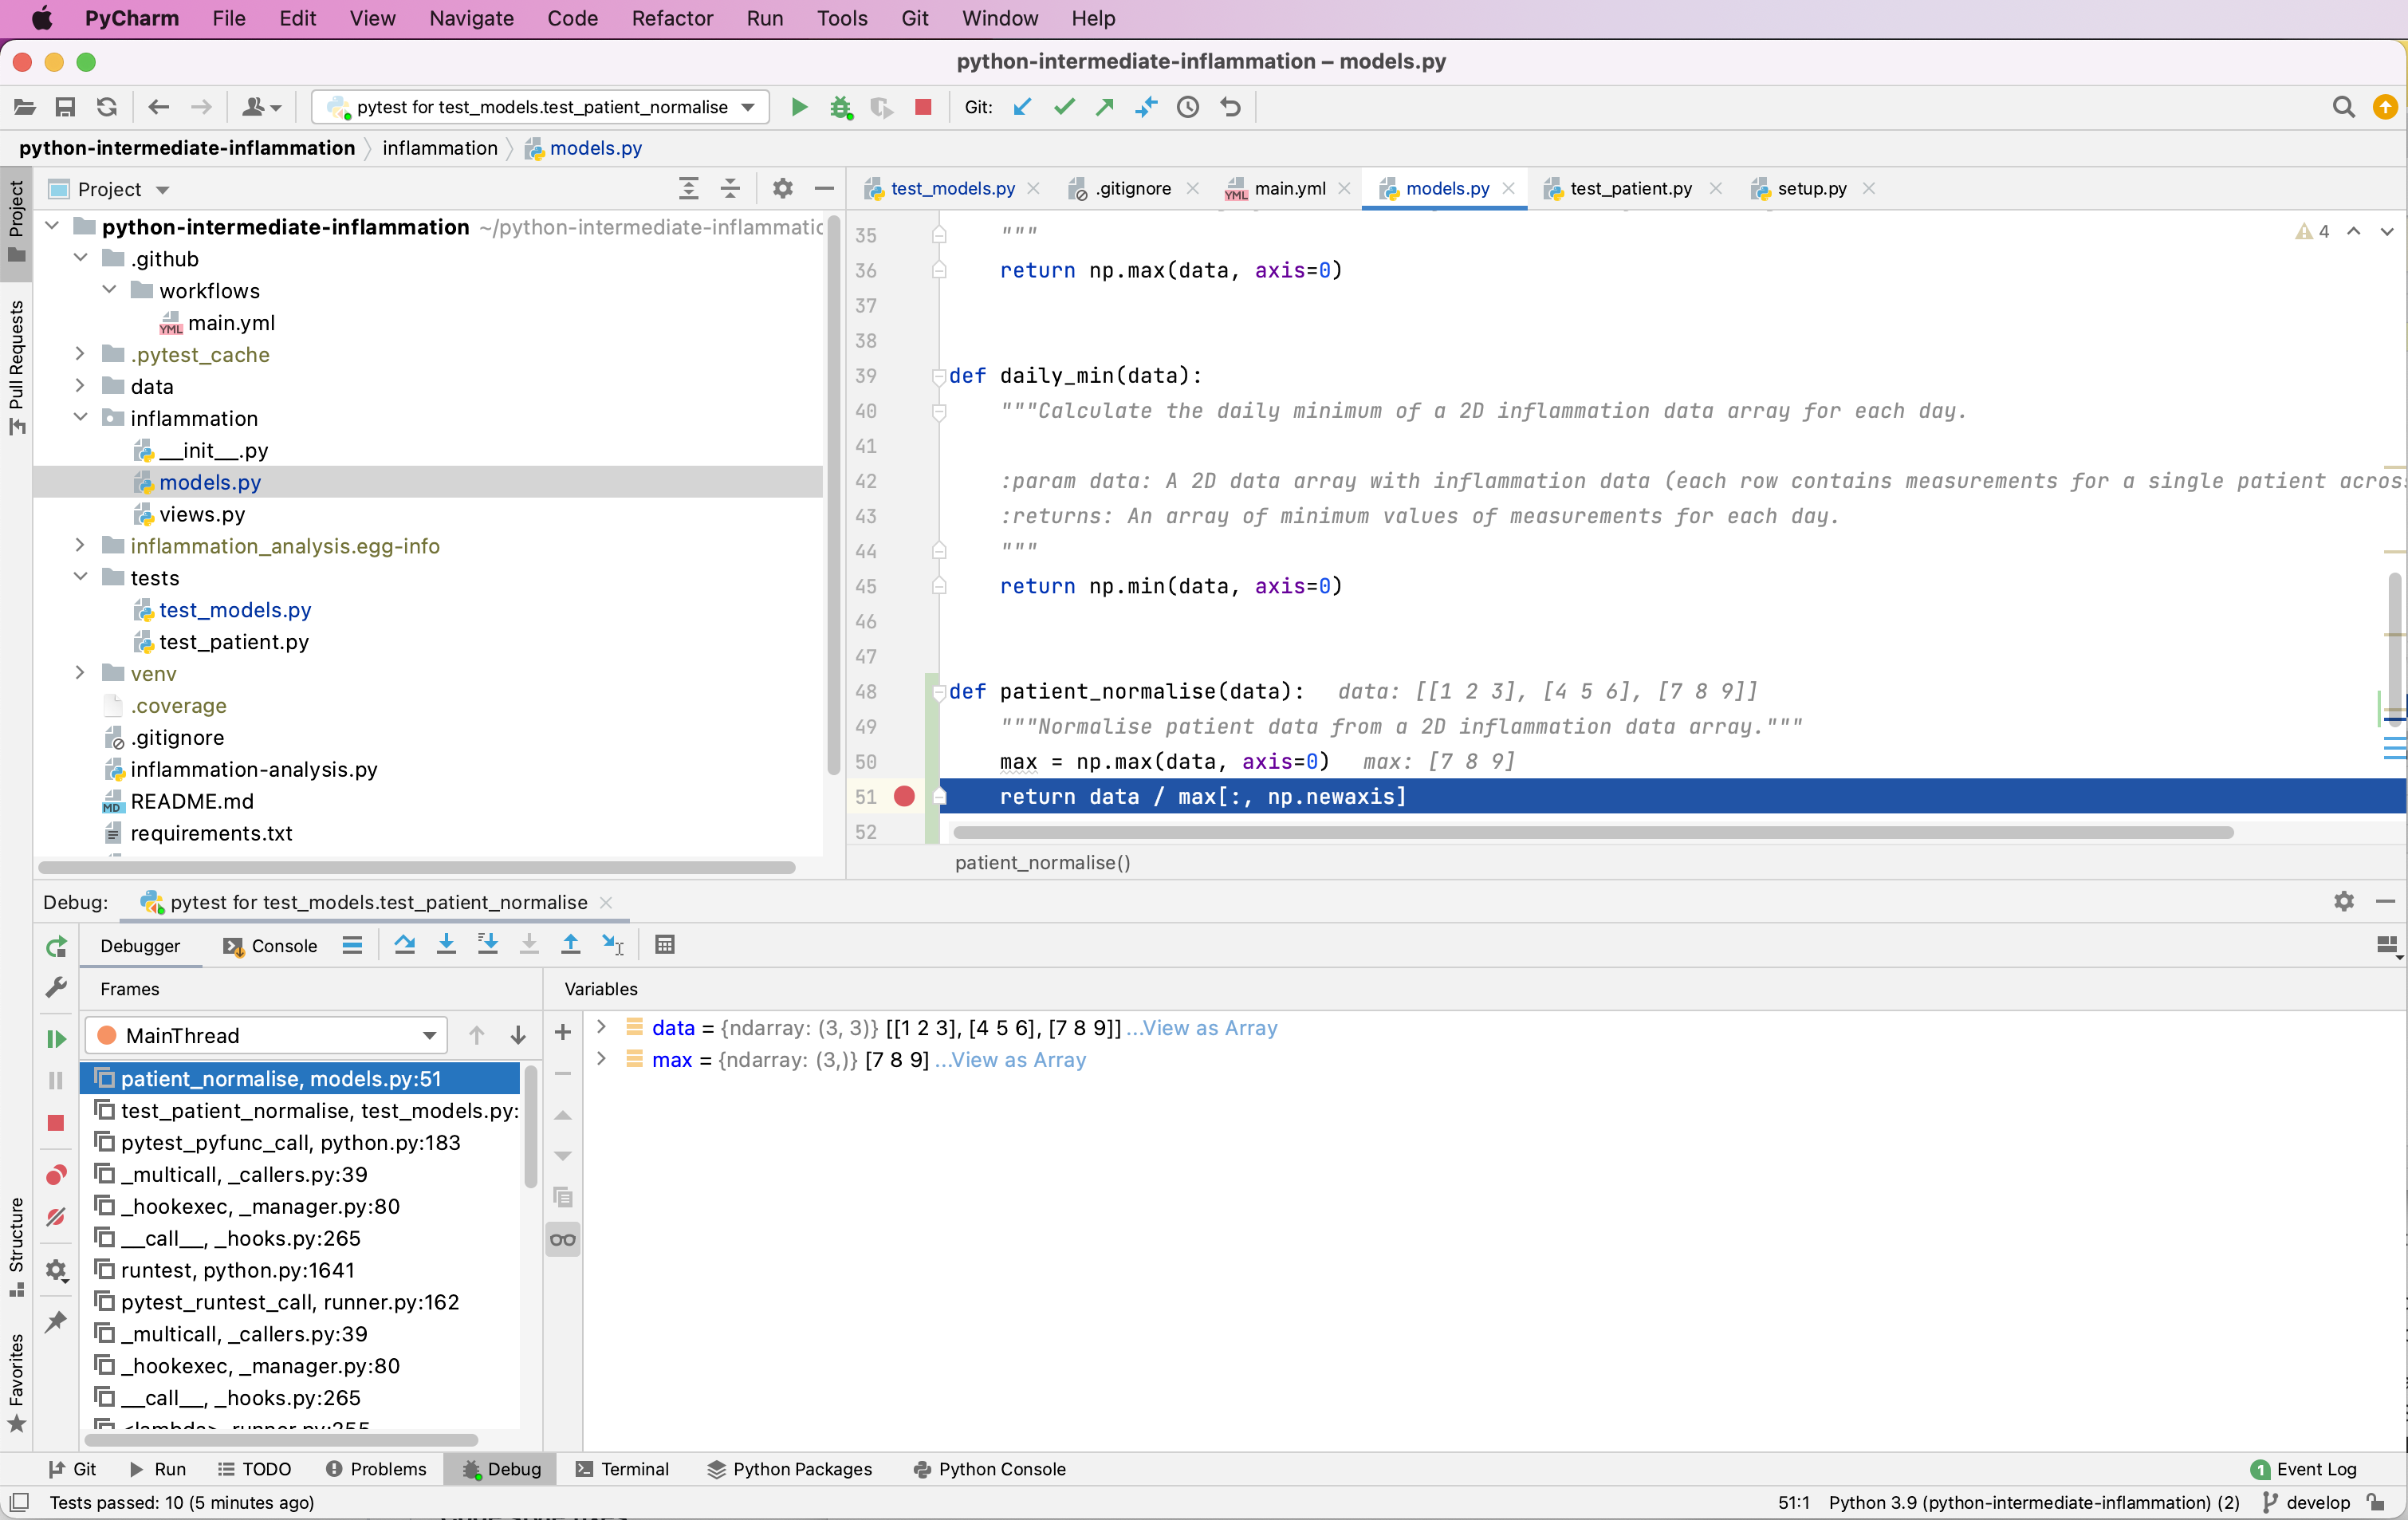 PyCharm File Edit View Navigate Code Refactor Run Tools Git Window Help
python-intermediate-inflammation – models.py
pytest for test_models.test_patient_normalise Git:
python-intermediate-inflammation inflammation models.py
Project
Pull Requests
Structure
Favorites
Project
python-intermediate-inflammation ~/python-intermediate-inflammatic
.github
workflows
YML main.yml
.pytest_cache
data
inflammation
__init__.py
models.py
views.py
inflammation_analysis.egg-info
tests
test_models.py
test_patient.py
venv
.coverage
.gitignore
inflammation-analysis.py
MD README.md
requirements.txt
test_models.py .gitignore YML main.yml models.py test_patient.py setup.py
4
35 """
36 return np.max(data, axis=0)
37
38
39 def daily_min(data):
40 """Calculate the daily minimum of a 2D inflammation data array for each day.
41
42 :param data: A 2D data array with inflammation data (each row contains measurements for a single patient acros
43 :returns: An array of minimum values of measurements for each day.
44 """
45 return np.min(data, axis=0)
46
47
48 def patient_normalise(data): data: [[1 2 3], [4 5 6], [7 8 9]]
49 """Normalise patient data from a 2D inflammation data array."""
50 max = np.max(data, axis=0) max: [7 8 9]
51 return data / max[:, np.newaxis]
52
patient_normalise()
Debug: pytest for test_models.test_patient_normalise
Debugger Console
Frames
MainThread
patient_normalise, models.py:51
test_patient_normalise, test_models.py:
pytest_pyfunc_call, python.py:183
_multicall, _callers.py:39
_hookexec, _manager.py:80
__call__, _hooks.py:265
runtest, python.py:1641
pytest_runtest_call, runner.py:162
_multicall, _callers.py:39
_hookexec, _manager.py:80
__call__, _hooks.py:265
<lambda>, runner.py:255
Variables
data = {ndarray: (3, 3)} [[1 2 3], [4 5 6], [7 8 9]] ...View as Array
max = {ndarray: (3,)} [7 8 9] ...View as Array
Git Run TODO Problems Debug Terminal Python Packages Python Console 1 Event Log
Tests passed: 10 (5 minutes ago) 51:1 Python 3.9 (python-intermediate-inflammation) (2) develop